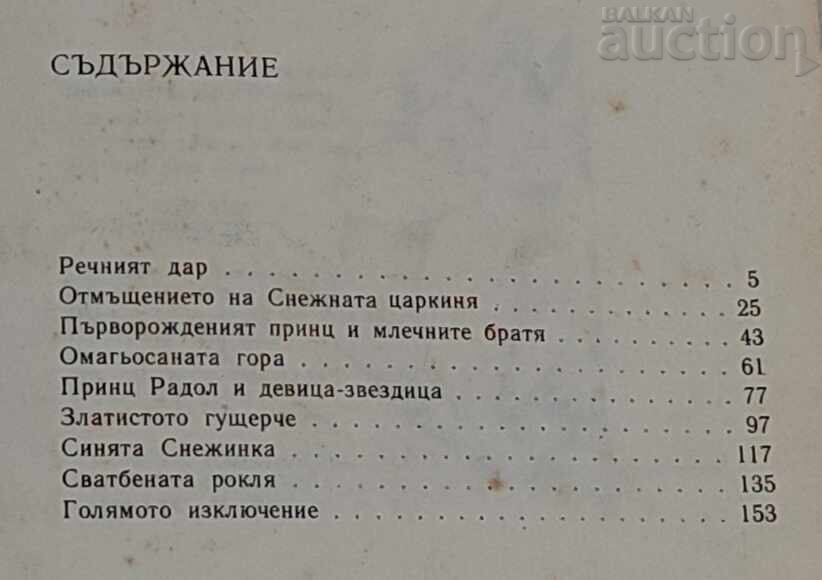 BALKAN
auction
СЪДЪРЖАНИЕ
Речният дар . . . . . . . . . . . . . . . . . . . . 5
Отмъщението на Снежната царкиня . . . . . . . . . . 25
Първорожденият принц и млечните братя . . . . . . . 43
Омагьосаната гора . . . . . . . . . . . . . . . . . 61
Принц Радол и девица-звездица . . . . . . . . . . . 77
Златистото гущерче . . . . . . . . . . . . . . . . 97
Синята Снежинка . . . . . . . . . . . . . . . . . . 117
Сватбената рокля . . . . . . . . . . . . . . . . . 135
Голямото изключение . . . . . . . . . . . . . . . . 153